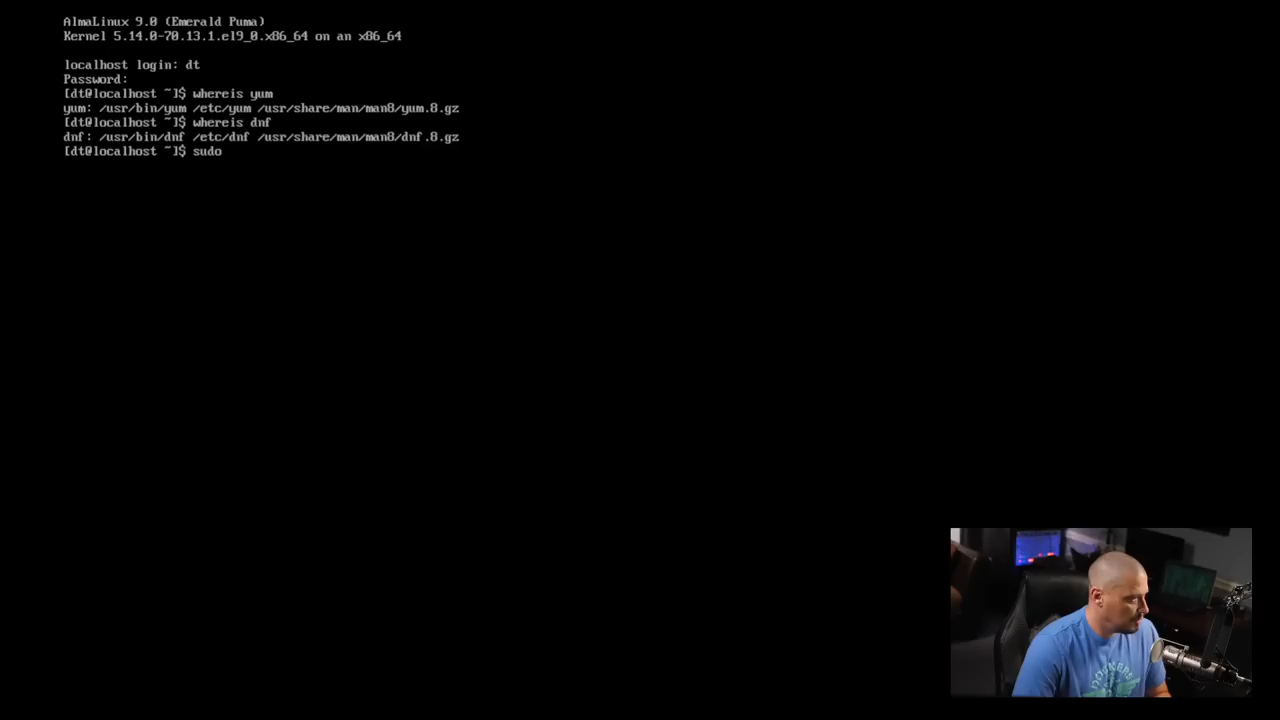 AlmaLinux 9.0 (Emerald Puma)
Kernel 5.14.0-70.13.1.el9_0.x86_64 on an x86_64
localhost login: dt
Password:
[dt@localhost ~]$ whereis yum
yum: /usr/bin/yum /etc/yum /usr/share/man/man8/yum.8.gz
[dt@localhost ~]$ whereis dnf
dnf: /usr/bin/dnf /etc/dnf /usr/share/man/man8/dnf.8.gz
[dt@localhost ~]$ sudo